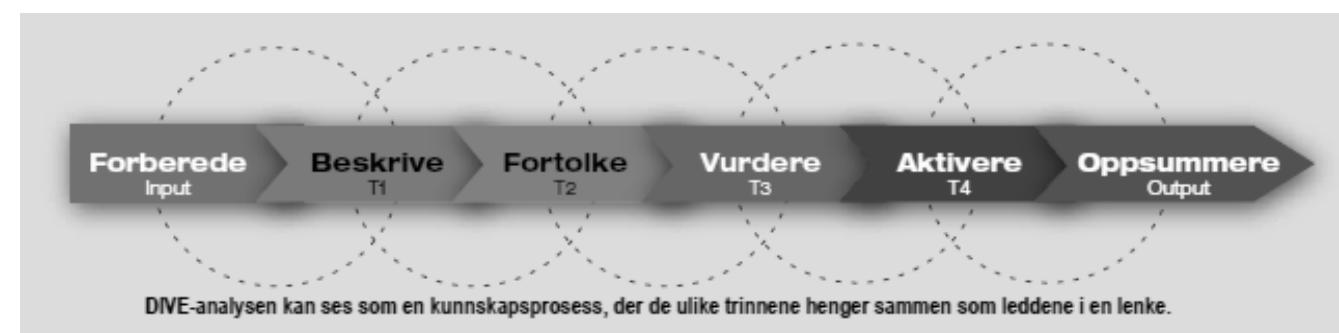 Forberede Beskrive Fortolke Vurdere Aktivere Oppsummere
Input T1 T2 T3 T4 Output
DIVE-analysen kan ses som en kunnskapsprosess, der de ulike trinnene henger sammen som leddene i en lenke.